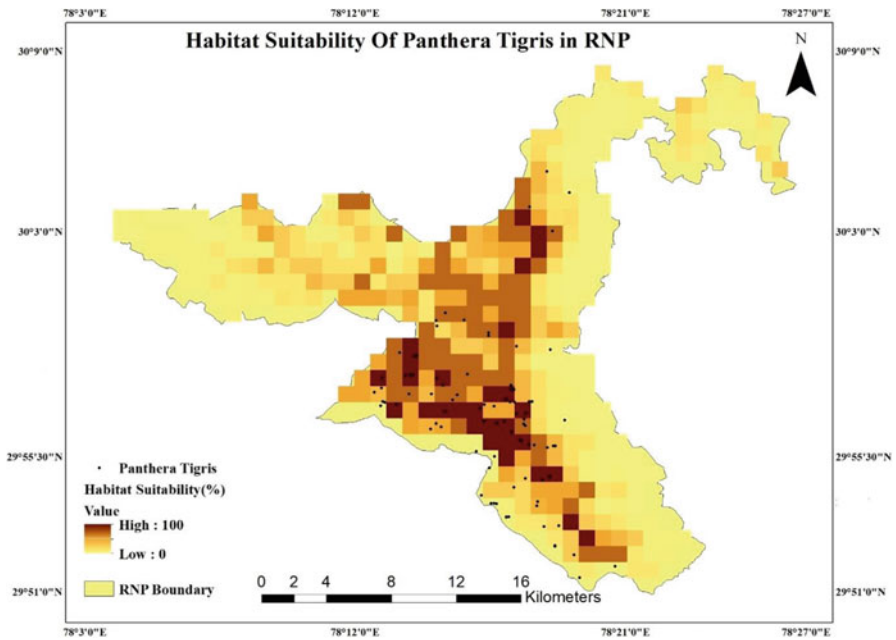 78°3'0"E 78°12'0"E 78°21'0"E 78°27'0"E
Habitat Suitability Of Panthera Tigris in RNP
N
30°9'0"N 30°9'0"N
30°3'0"N 30°3'0"N
29°55'30"N 29°55'30"N
Panthera Tigris
Habitat Suitability(%)
Value
High : 100
Low : 0
RNP Boundary
0 2 4 8 12 16
Kilometers
29°51'0"N 29°51'0"N
78°3'0"E 78°12'0"E 78°21'0"E 78°27'0"E